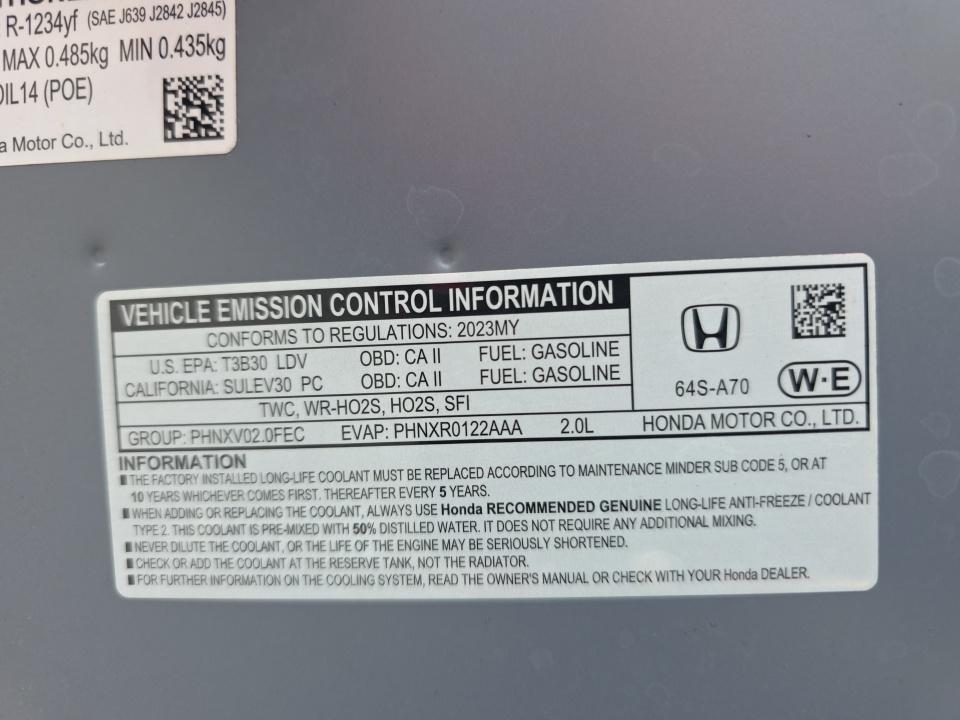 R-1234yf (SAE J639 J2842 J2845)
MAX 0.485kg MIN 0.435kg
OIL14 (POE)
a Motor Co., Ltd.
VEHICLE EMISSION CONTROL INFORMATION
CONFORMS TO REGULATIONS: 2023MY
U.S. EPA: T3B30 LDV OBD: CA II FUEL: GASOLINE
CALIFORNIA: SULEV30 PC OBD: CA II FUEL: GASOLINE
64S-A70 W·E
TWC, WR-HO2S, HO2S, SFI
GROUP: PHNXV02.0FEC EVAP: PHNXR0122AAA 2.0L HONDA MOTOR CO., LTD.
INFORMATION
THE FACTORY INSTALLED LONG-LIFE COOLANT MUST BE REPLACED ACCORDING TO MAINTENANCE MINDER SUB CODE 5, OR AT
10 YEARS WHICHEVER COMES FIRST. THEREAFTER EVERY 5 YEARS.
WHEN ADDING OR REPLACING THE COOLANT, ALWAYS USE Honda RECOMMENDED GENUINE LONG-LIFE ANTI-FREEZE / COOLANT
TYPE 2. THIS COOLANT IS PRE-MIXED WITH 50% DISTILLED WATER. IT DOES NOT REQUIRE ANY ADDITIONAL MIXING.
NEVER DILUTE THE COOLANT, OR THE LIFE OF THE ENGINE MAY BE SERIOUSLY SHORTENED.
CHECK OR ADD THE COOLANT AT THE RESERVE TANK, NOT THE RADIATOR.
FOR FURTHER INFORMATION ON THE COOLING SYSTEM, READ THE OWNER'S MANUAL OR CHECK WITH YOUR Honda DEALER.